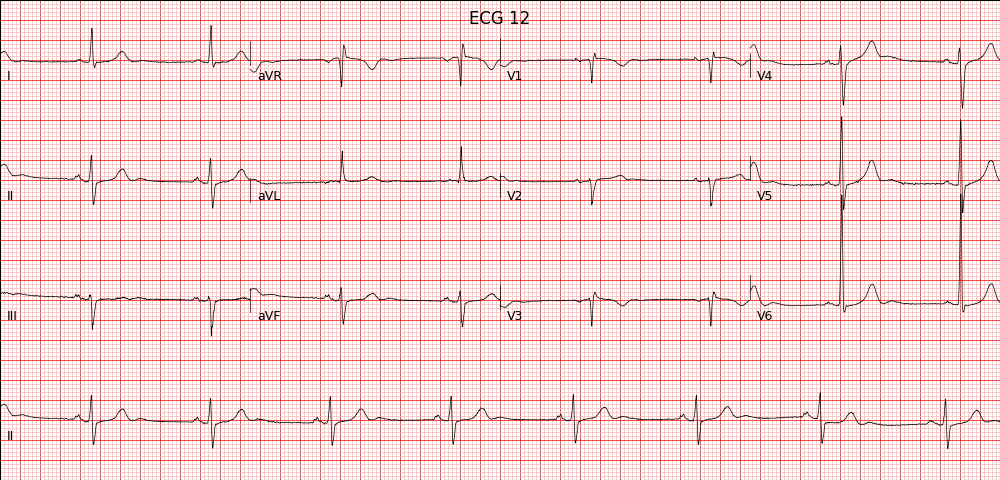 ECG 12
I aVR V1 V4
II aVL V2 V5
III aVF V3 V6
II